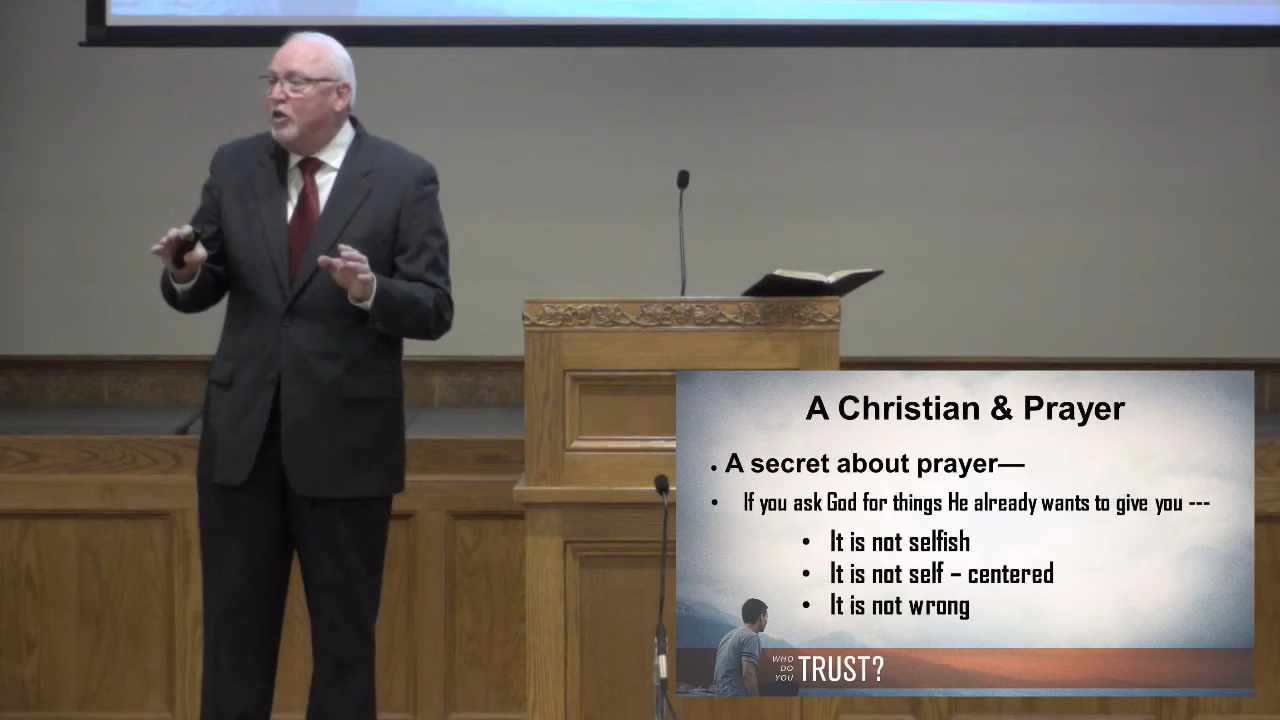 A Christian & Prayer
• A secret about prayer—
• If you ask God for things He already wants to give you ---
• It is not selfish
• It is not self – centered
• It is not wrong
WHO
DO
YOU
TRUST?